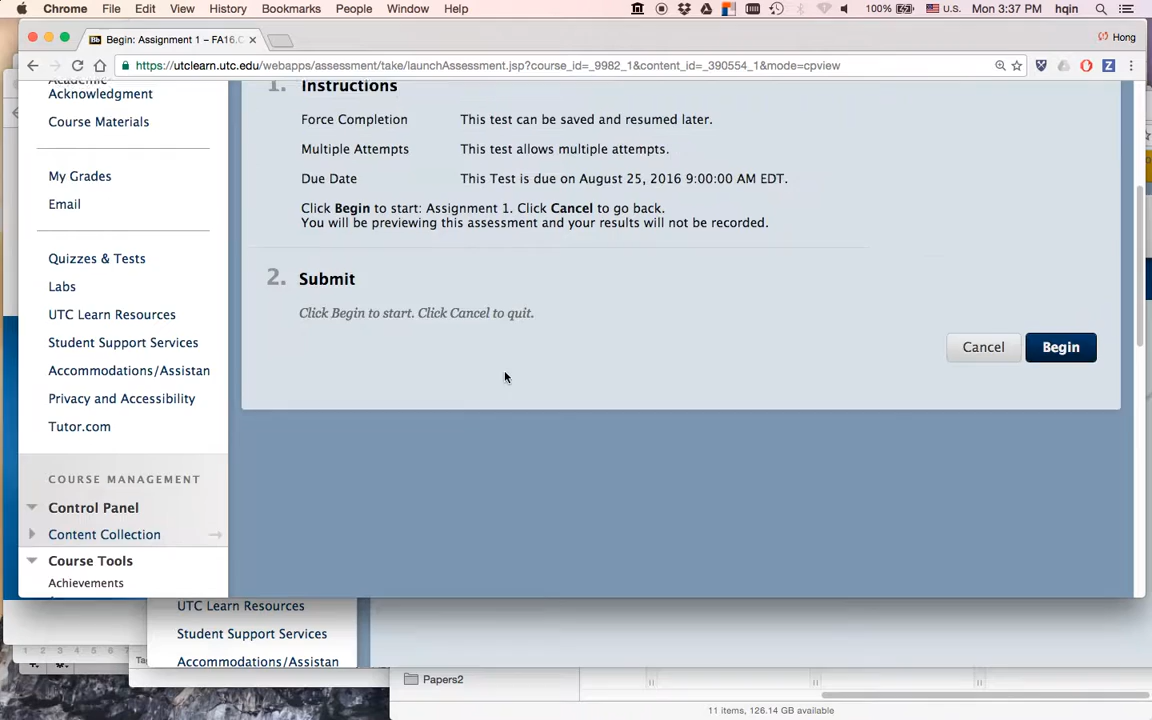 Chrome File Edit View History Bookmarks People Window Help 100% U.S. Mon 3:37 PM hqin
Begin: Assignment 1 – FA16.C
Hong
https://utclearn.utc.edu/webapps/assessment/take/launchAssessment.jsp?course_id=_9982_1&content_id=_390554_1&mode=cpview
Acknowledgment
Course Materials
My Grades
Email
Quizzes & Tests
Labs
UTC Learn Resources
Student Support Services
Accommodations/Assistan
Privacy and Accessibility
Tutor.com
COURSE MANAGEMENT
Control Panel
Content Collection
Course Tools
Achievements
1. Instructions
Force Completion This test can be saved and resumed later.
Multiple Attempts This test allows multiple attempts.
Due Date This Test is due on August 25, 2016 9:00:00 AM EDT.
Click Begin to start: Assignment 1. Click Cancel to go back.
You will be previewing this assessment and your results will not be recorded.
2. Submit
Click Begin to start. Click Cancel to quit.
Cancel Begin
UTC Learn Resources
Student Support Services
Accommodations/Assistan
1 2 3 4 5 6
Ta
Papers2
11 items, 126.14 GB available